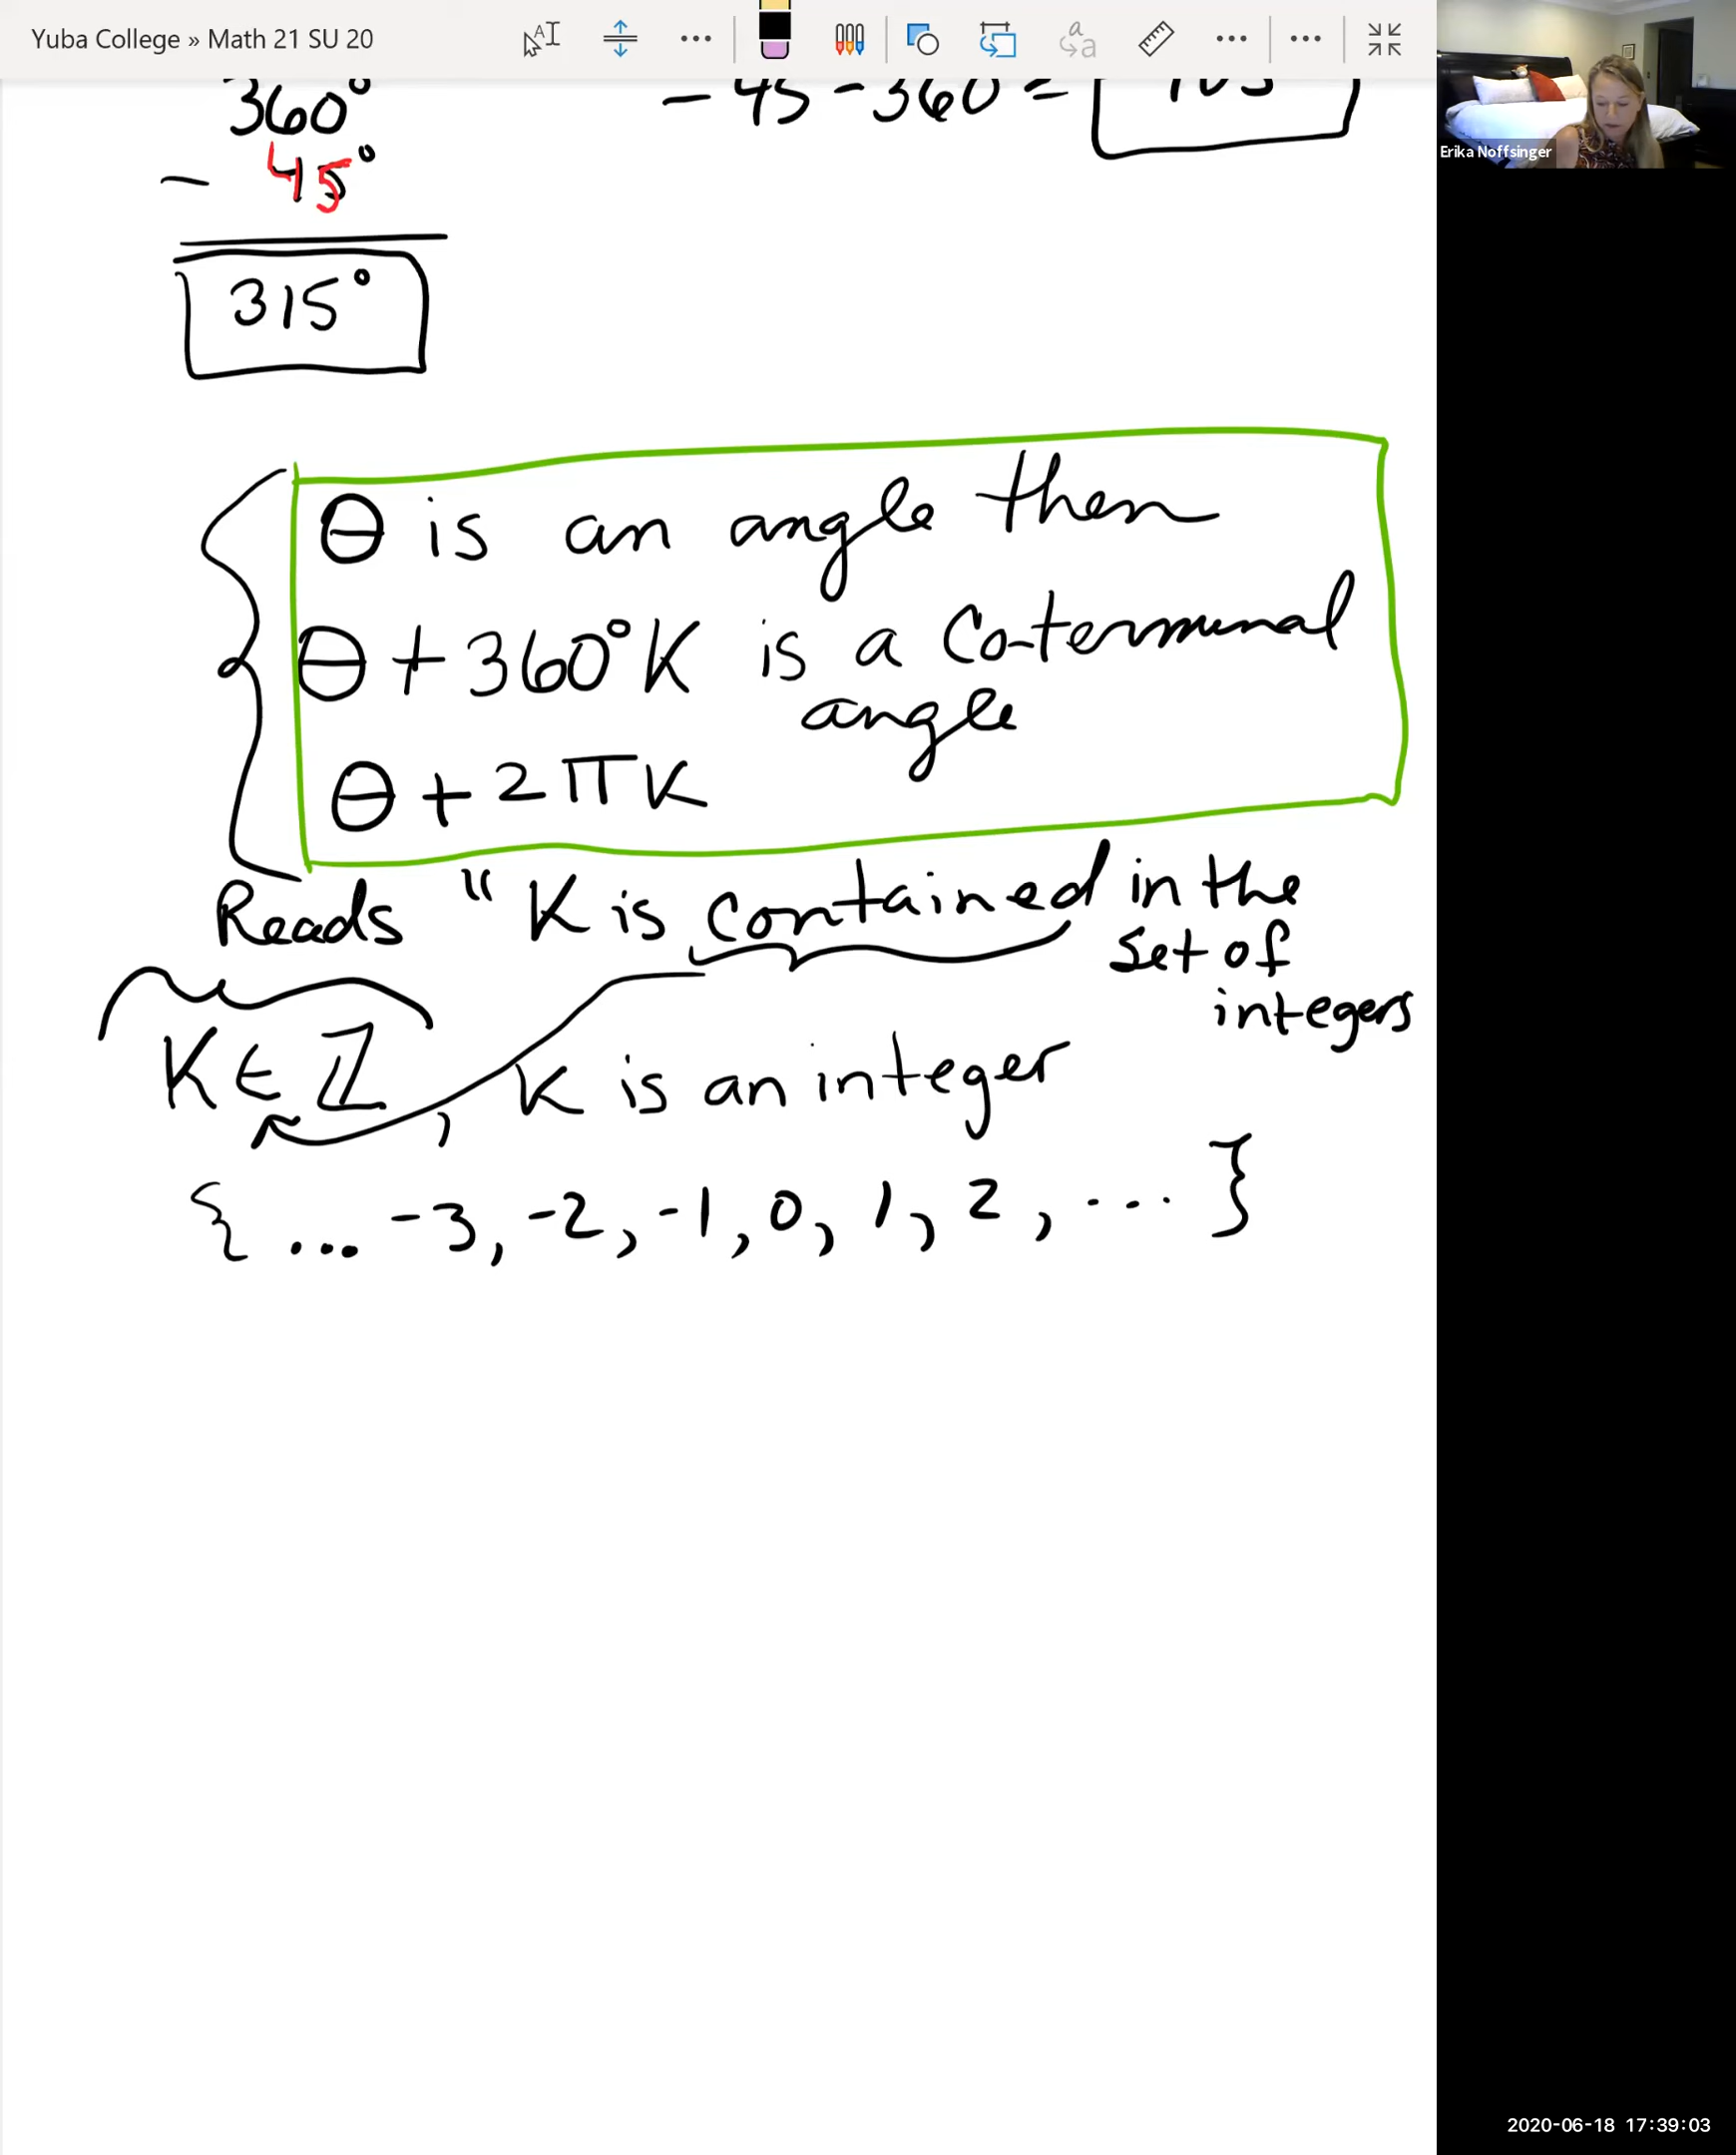 Yuba College » Math 21 SU 20
Erika Noffsinger
360°
- 45°
315°
- 45 - 360 =
θ is an angle then
θ + 360°K is a Co-terminal
angle
θ + 2πK
Reads " K is contained in the
set of
integers
K ∈ ℤ , K is an integer
{ ... -3, -2, -1, 0, 1, 2, ... }
2020-06-18 17:39:03